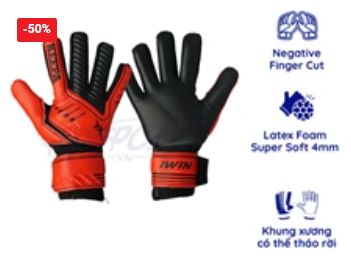 -50%
Negative
Finger Cut
Latex Foam
Super Soft 4mm
IWIN
Khung xương
có thể tháo rời